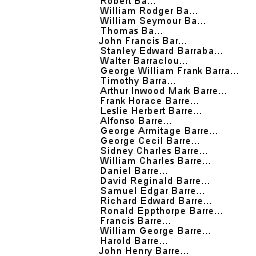 Robert Ba...
William Rodger Ba...
William Seymour Ba...
Thomas Ba...
John Francis Bar...
Stanley Edward Barraba...
Walter Barraclou...
George William Frank Barra...
Timothy Barra...
Arthur Inwood Mark Barre...
Frank Horace Barre...
Leslie Herbert Barre...
Alfonso Barre...
George Armitage Barre...
George Cecil Barre...
Sidney Charles Barre...
William Charles Barre...
Daniel Barre...
David Reginald Barre...
Samuel Edgar Barre...
Richard Edward Barre...
Ronald Eppthorpe Barre...
Francis Barre...
William George Barre...
Harold Barre...
John Henry Barre...